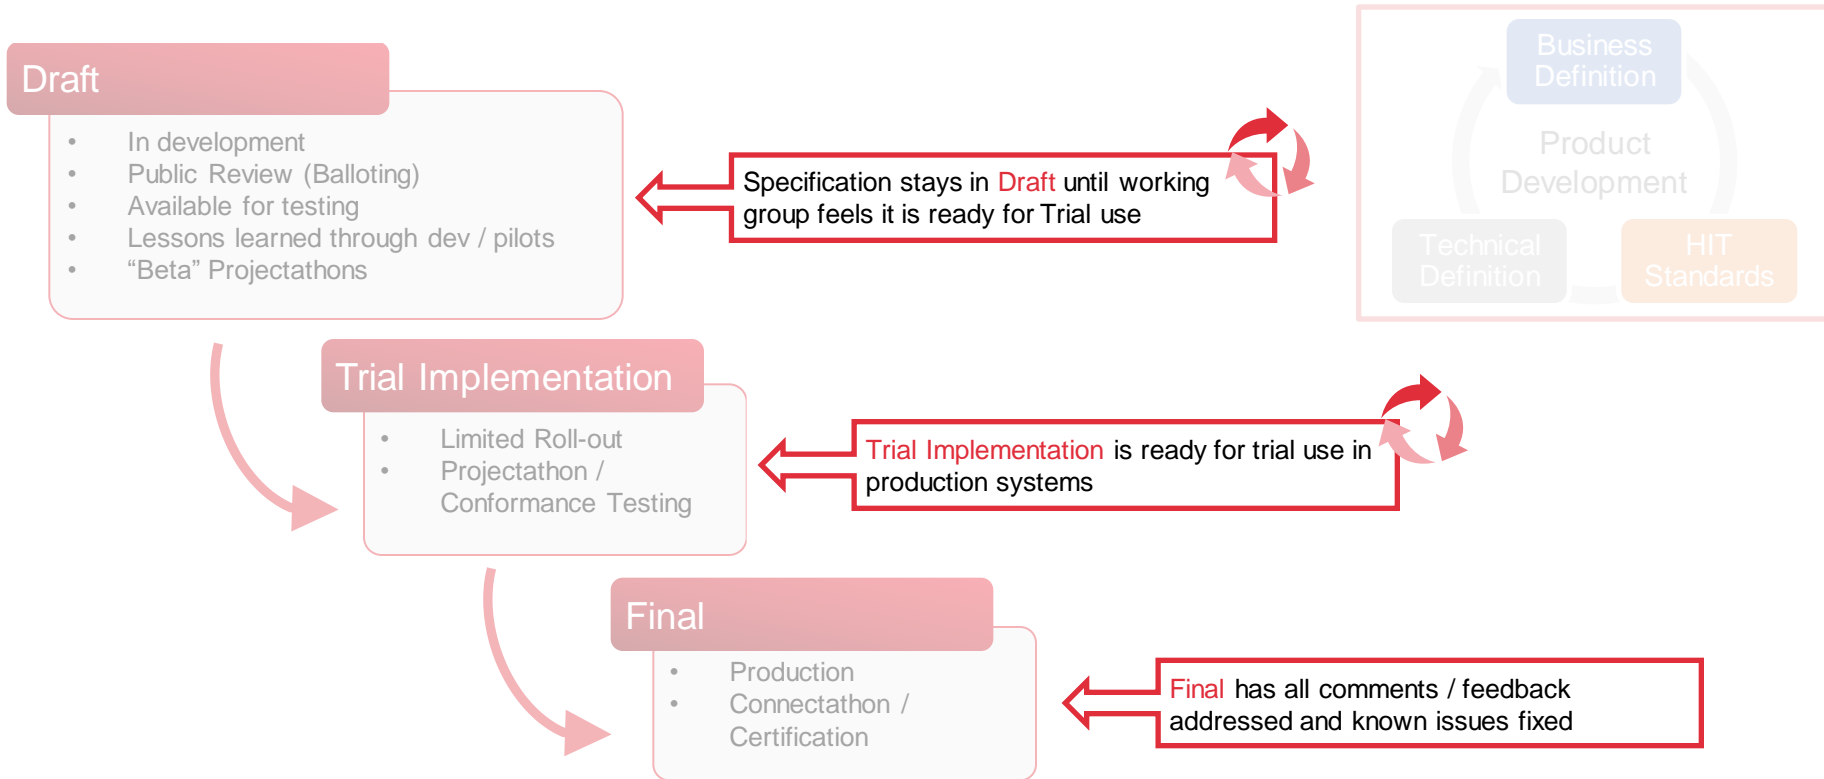 Draft
• In development
• Public Review (Balloting)
• Available for testing
• Lessons learned through dev / pilots
• “Beta” Projectathons
Specification stays in Draft until working
group feels it is ready for Trial use
Business
Definition
Product
Development
Technical
Definition
HIT
Standards
Trial Implementation
• Limited Roll-out
• Projectathon /
Conformance Testing
Trial Implementation is ready for trial use in
production systems
Final
• Production
• Connectathon /
Certification
Final has all comments / feedback
addressed and known issues fixed